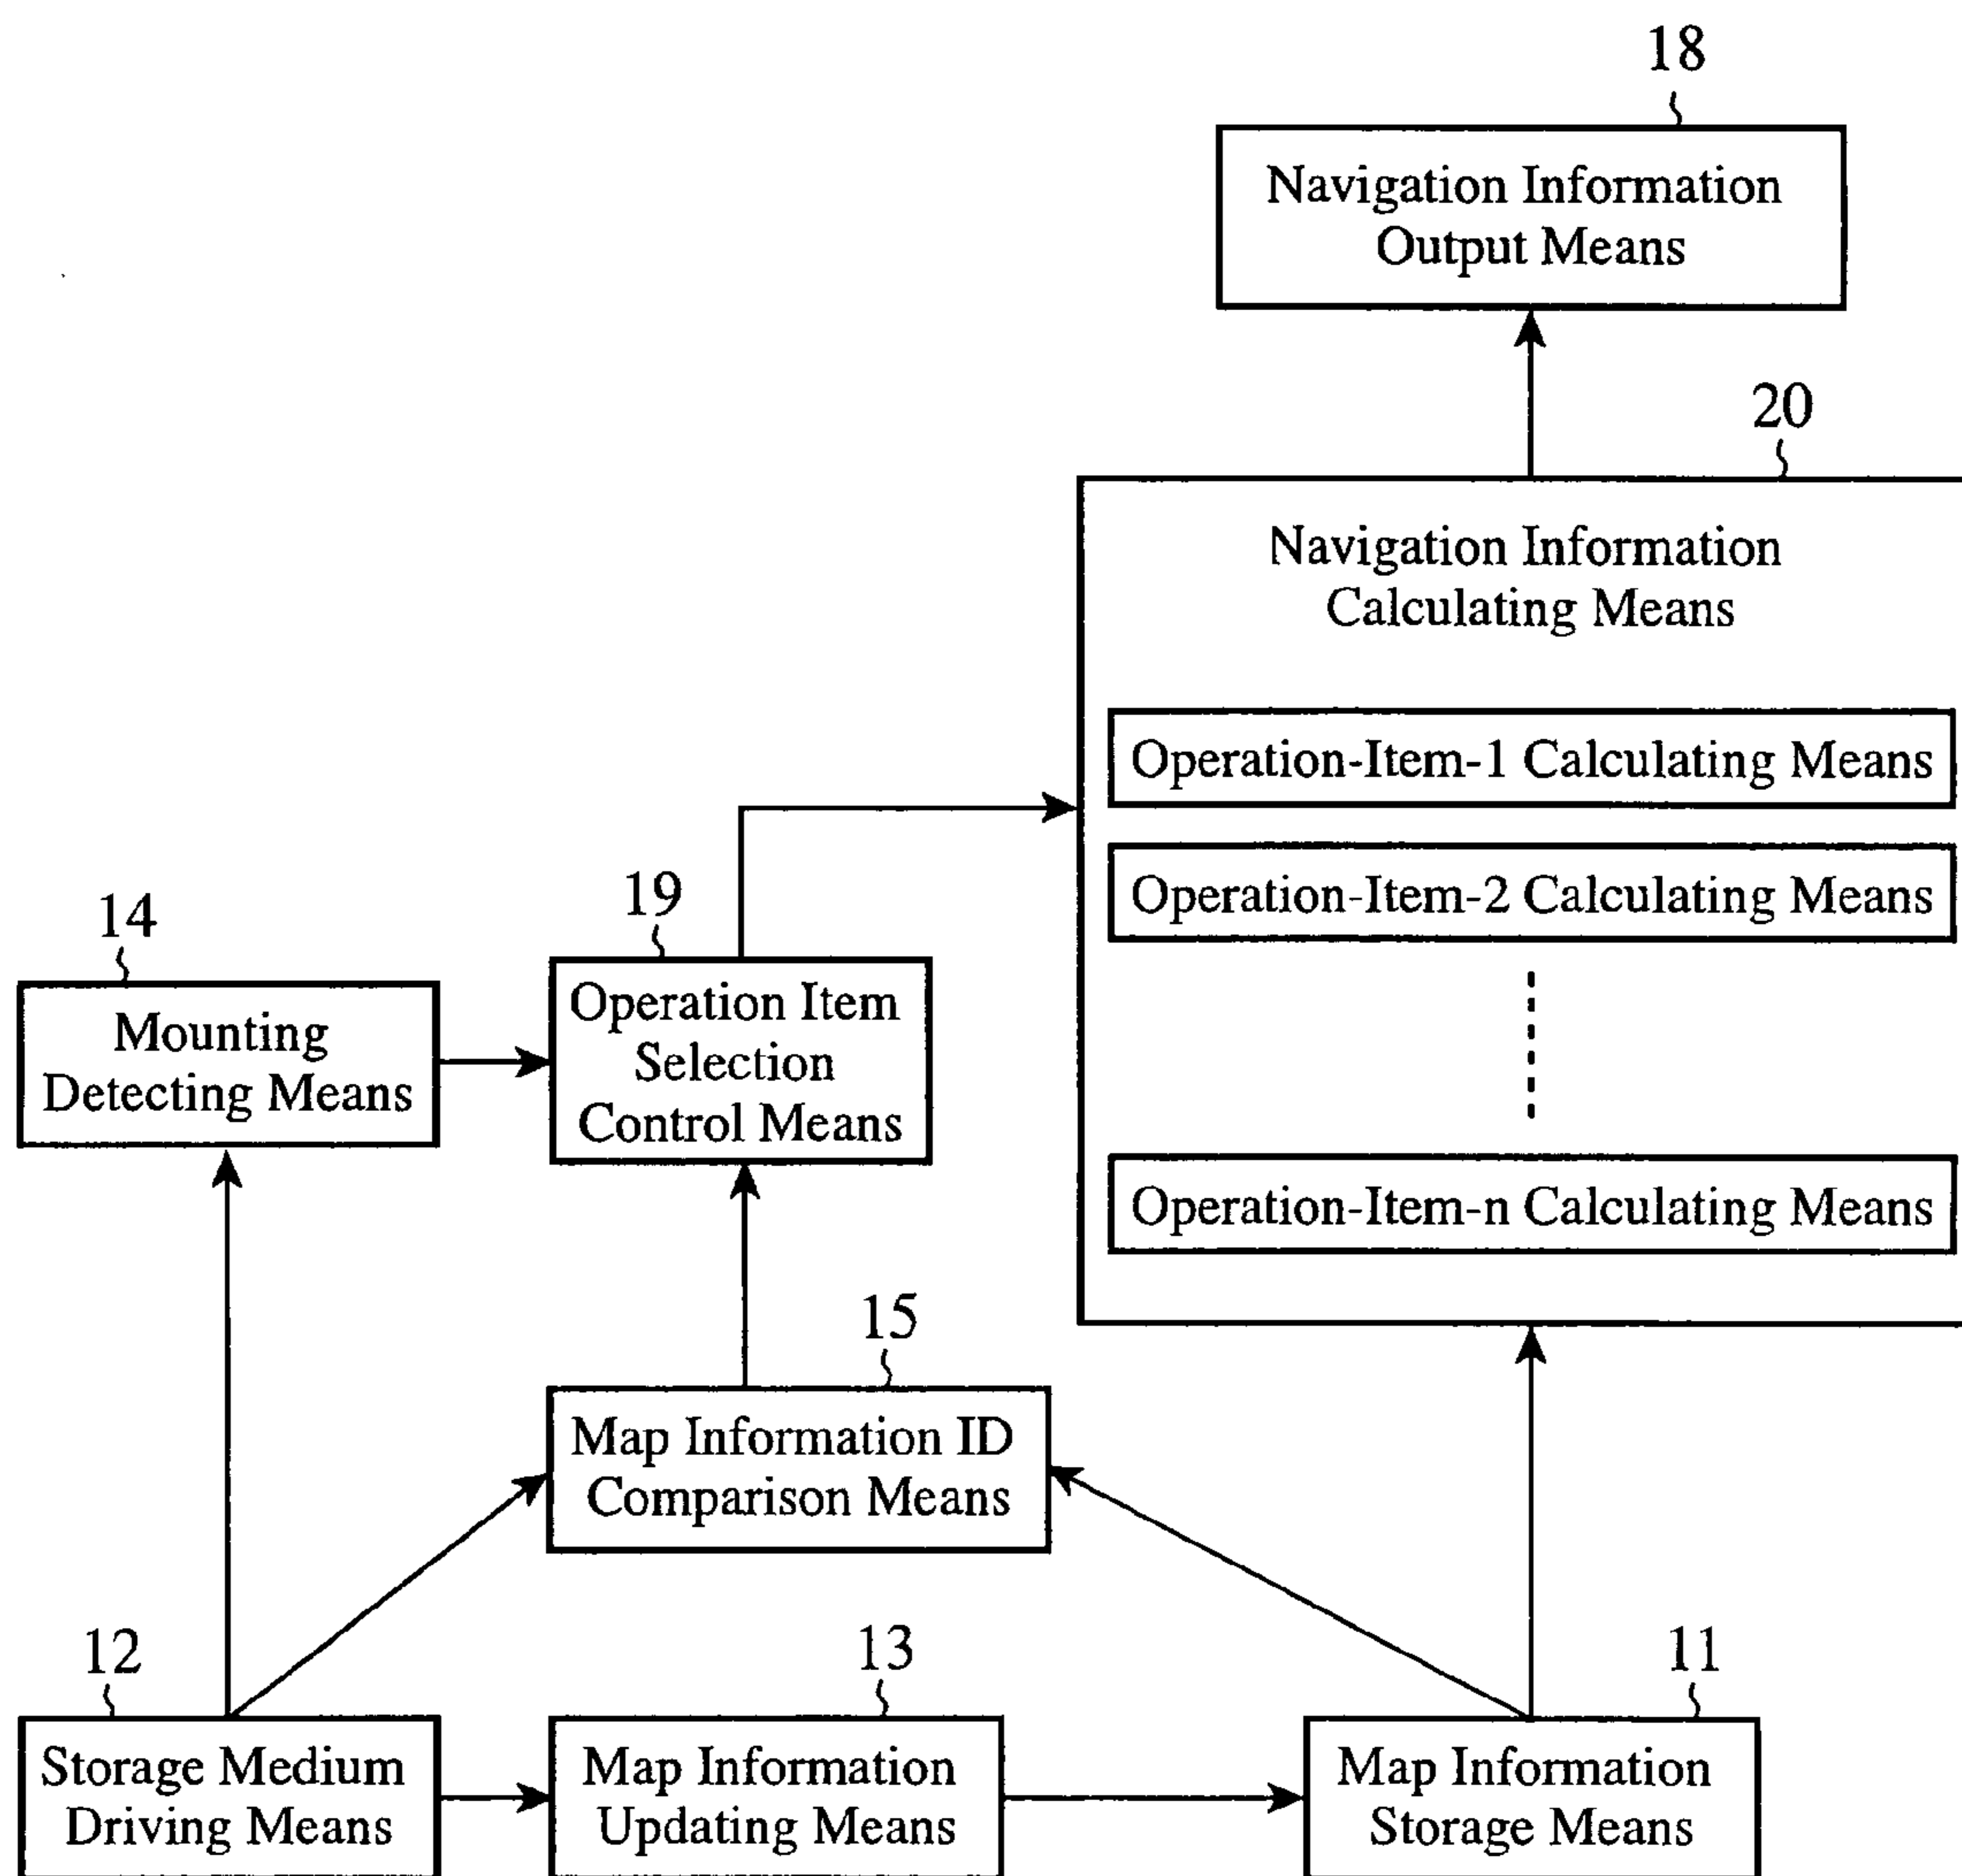 18
Navigation Information
Output Means
20
Navigation Information
Calculating Means
Operation-Item-1 Calculating Means
Operation-Item-2 Calculating Means
Operation-Item-n Calculating Means
14
Mounting
Detecting Means
19
Operation Item
Selection
Control Means
15
Map Information ID
Comparison Means
12
Storage Medium
Driving Means
13
Map Information
Updating Means
11
Map Information
Storage Means